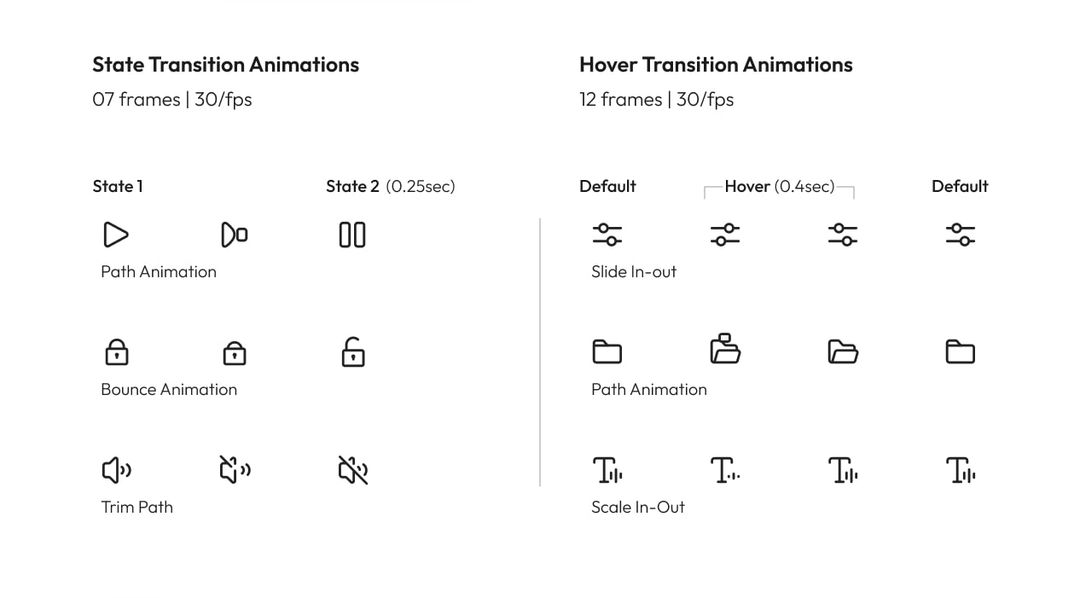 State Transition Animations
07 frames | 30/fps
State 1
State 2 (0.25sec)
Path Animation
Bounce Animation
Trim Path
Hover Transition Animations
12 frames | 30/fps
Default
Hover (0.4sec)
Default
Slide In-out
Path Animation
Scale In-Out